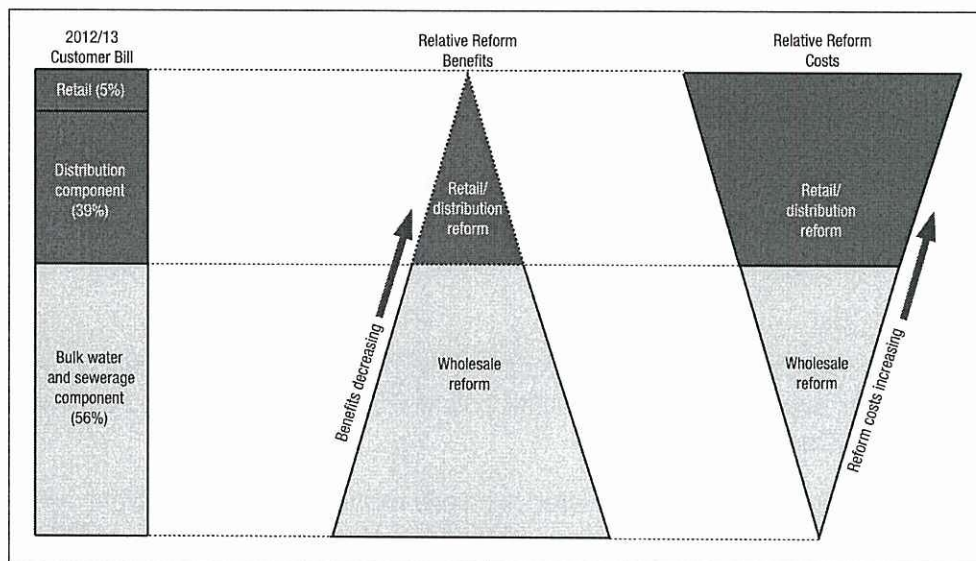 2012/13
Customer Bill
Relative Reform
Benefits
Relative Reform
Costs
Retail (5%)
Distribution
component
(39%)
Bulk water
and sewerage
component
(56%)
Benefits decreasing
Retail/
distribution
reform
Wholesale
reform
Retail/
distribution
reform
Wholesale
reform
Reform costs increasing